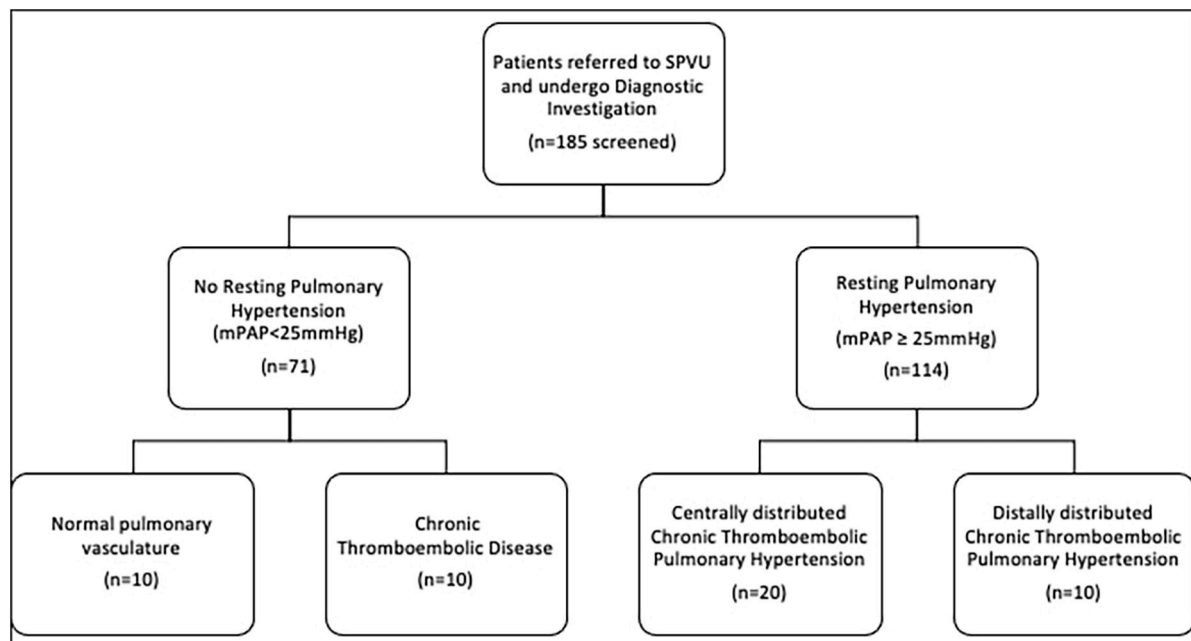 Patients referred to SPVU
and undergo Diagnostic
Investigation
(n=185 screened)
No Resting Pulmonary
Hypertension
(mPAP<25mmHg)
(n=71)
Resting Pulmonary
Hypertension
(mPAP ≥ 25mmHg)
(n=114)
Normal pulmonary
vasculature
(n=10)
Chronic
Thromboembolic Disease
(n=10)
Centrally distributed
Chronic Thromboembolic
Pulmonary Hypertension
(n=20)
Distally distributed
Chronic Thromboembolic
Pulmonary Hypertension
(n=10)